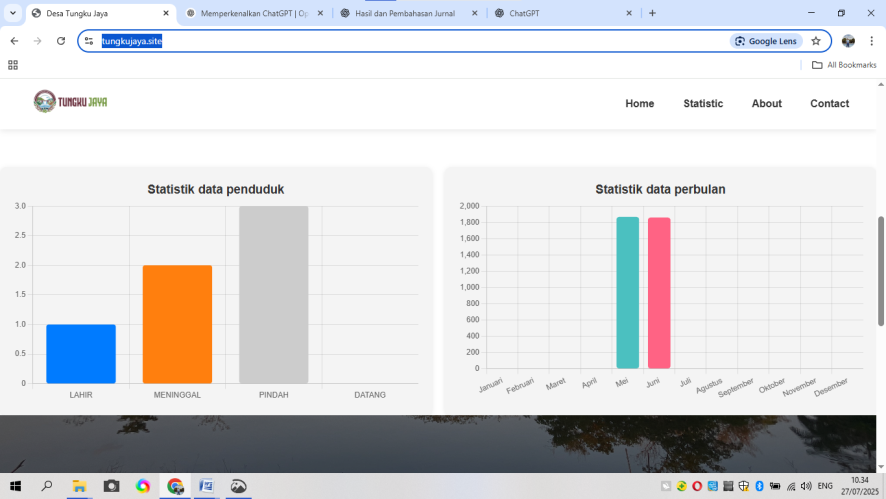 Desa Tungku Jaya
Memperkenalkan ChatGPT | Op
Hasil dan Pembahasan Jurnal
ChatGPT
tungkujaya.site
Google Lens
All Bookmarks
TUNGKU JAYA
Home Statistic About Contact
Statistik data penduduk
3.0
2.5
2.0
1.5
1.0
0.5
0
LAHIR MENINGGAL PINDAH DATANG
Statistik data perbulan
2,000
1,800
1,600
1,400
1,200
1,000
800
600
400
200
0
Januari Februari Maret April Mei Juni Juli Agustus September Oktober November Desember
ENG
10.34
27/07/2025